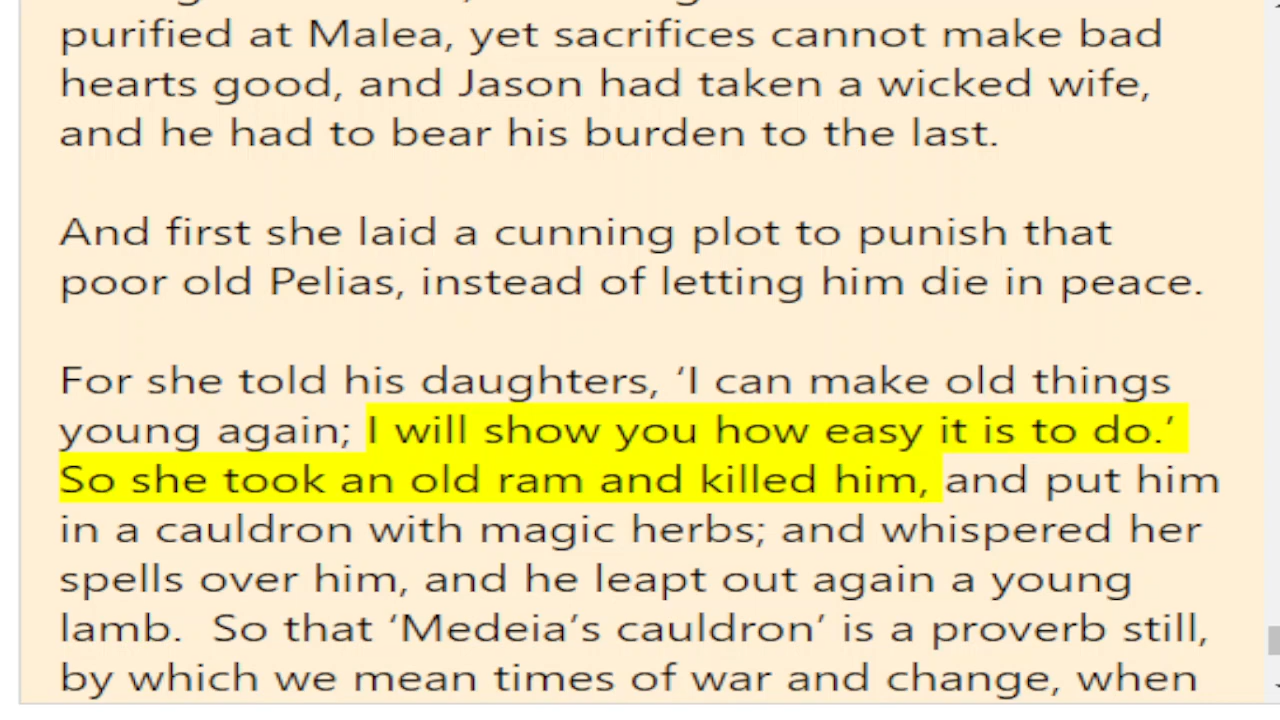 purified at Malea, yet sacrifices cannot make bad
hearts good, and Jason had taken a wicked wife,
and he had to bear his burden to the last.
And first she laid a cunning plot to punish that
poor old Pelias, instead of letting him die in peace.
For she told his daughters, ‘I can make old things
young again; I will show you how easy it is to do.’
So she took an old ram and killed him, and put him
in a cauldron with magic herbs; and whispered her
spells over him, and he leapt out again a young
lamb.  So that ‘Medeia’s cauldron’ is a proverb still,
by which we mean times of war and change, when